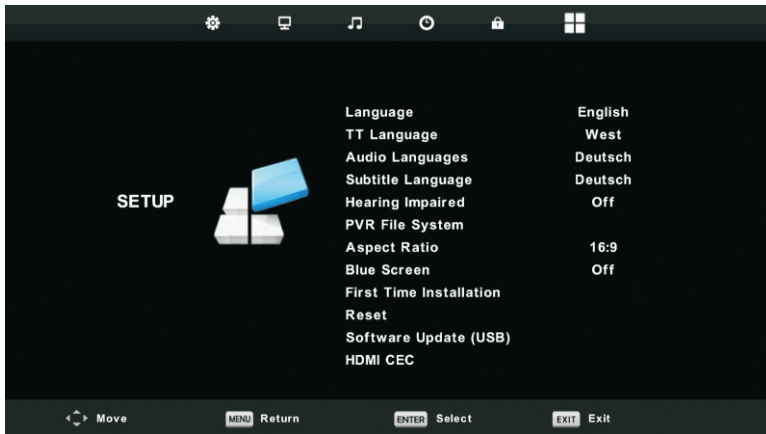 Language English
TT Language West
Audio Languages Deutsch
Subtitle Language Deutsch
SETUP
Hearing Impaired Off
PVR File System
Aspect Ratio 16:9
Blue Screen Off
First Time Installation
Reset
Software Update (USB)
HDMI CEC
Move MENU Return ENTER Select EXIT Exit